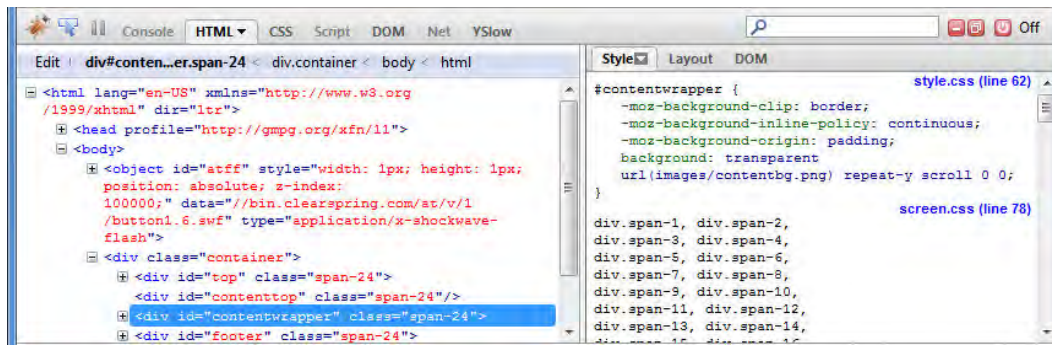 Console HTML CSS Script DOM Net YSlow Off
Edit div#conten...er.span-24 < div.container < body < html
<html lang="en-US" xmlns="http://www.w3.org
/1999/xhtml" dir="ltr">
<head profile="http://gmpg.org/xfn/11">
<body>
<object id="atff" style="width: 1px; height: 1px;
position: absolute; z-index:
100000;" data="//bin.clearspring.com/at/v/1
/button1.6.swf" type="application/x-shockwave-
flash">
<div class="container">
<div id="top" class="span-24">
<div id="contenttop" class="span-24"/>
<div id="contentwrapper" class="span-24">
<div id="footer" class="span-24">
Style Layout DOM
style.css (line 62)
#contentwrapper {
-moz-background-clip: border;
-moz-background-inline-policy: continuous;
-moz-background-origin: padding;
background: transparent
url(images/contentbg.png) repeat-y scroll 0 0;
}
screen.css (line 78)
div.span-1, div.span-2,
div.span-3, div.span-4,
div.span-5, div.span-6,
div.span-7, div.span-8,
div.span-9, div.span-10,
div.span-11, div.span-12,
div.span-13, div.span-14,